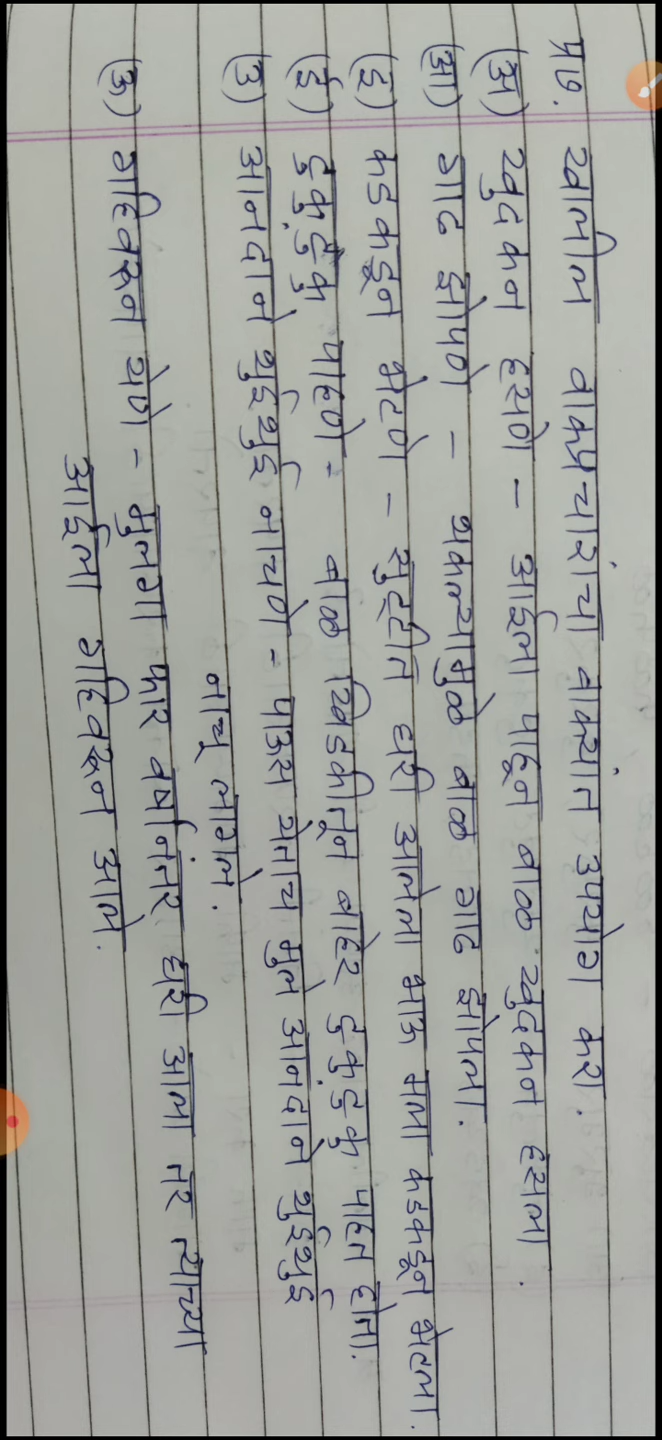 प्र७. खालील वाक्प्रचारांचा वाक्यांत उपयोग करा.
(अ) खुदकन हसणे - आईला पाहून बाळ खुदकन हसला.
(आ) गाढ झोपणे - थकल्यामुळे बाळ गाढ झोपला.
(इ) कडकडून भेटणे - सुट्टीत घरी आलेला भाऊ मला कडकडून भेटला.
(ई) टुकुटुकु पाहणे - बाळ खिडकीतून बाहेर टुकुटुकु पाहत होता.
(उ) आनंदाने थुईथुई नाचणे - पाऊस येताच मुले आनंदाने थुईथुई
नाचू लागले.
(ऊ) गहिवरून येणे - मुलगा फार वर्षानंतर घरी आला तर त्याच्या
आईला गहिवरून आले.